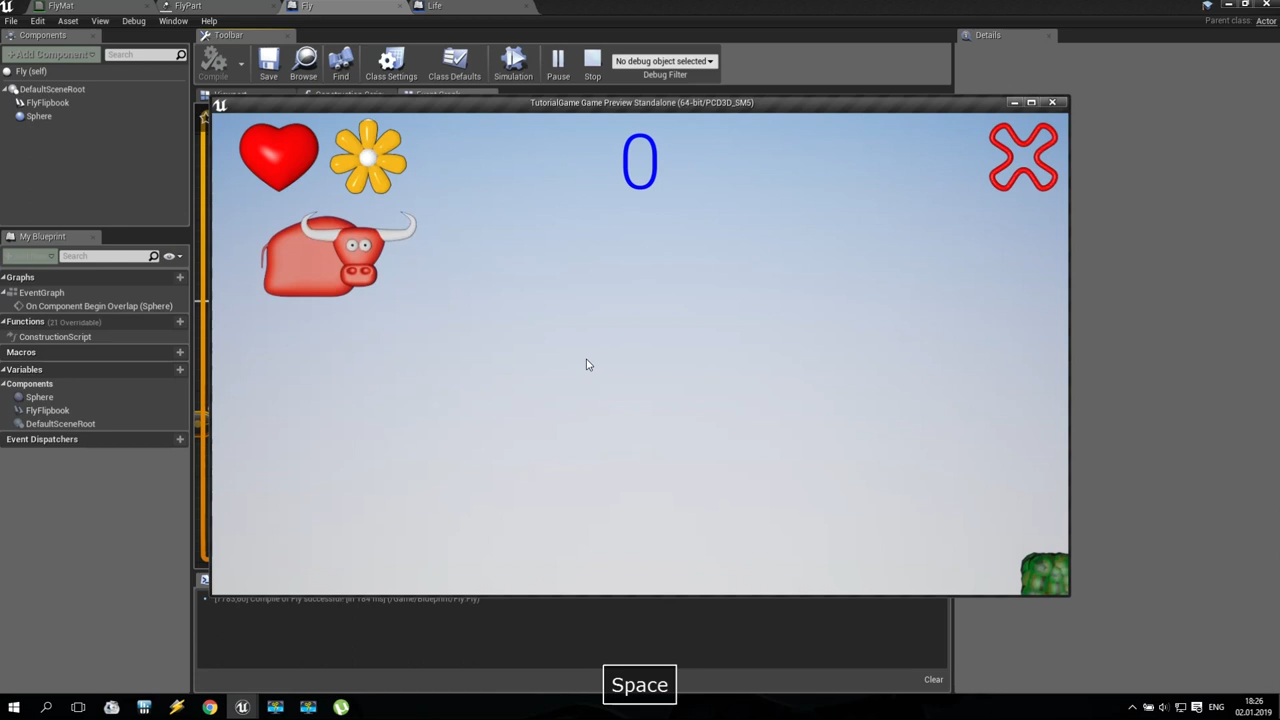 FlyMat
FlyPart
Fly
Life
File Edit Asset View Debug Window Help
Parent class: Actor
Components
Toolbar
Details
+Add Component
Search
Compile
Save
Browse
Find
Class Settings
Class Defaults
Simulation
Pause
Stop
No debug object selected
Debug Filter
Fly (self)
DefaultSceneRoot
FlyFlipbook
Sphere
TutorialGame Game Preview Standalone (64-bit/PCD3D_SM5)
0
My Blueprint
Search
Graphs
EventGraph
On Component Begin Overlap (Sphere)
Functions (21 Overridable)
ConstructionScript
Macros
Variables
Components
Sphere
FlyFlipbook
DefaultSceneRoot
Event Dispatchers
Clear
Space
ENG
18:26
02.01.2019